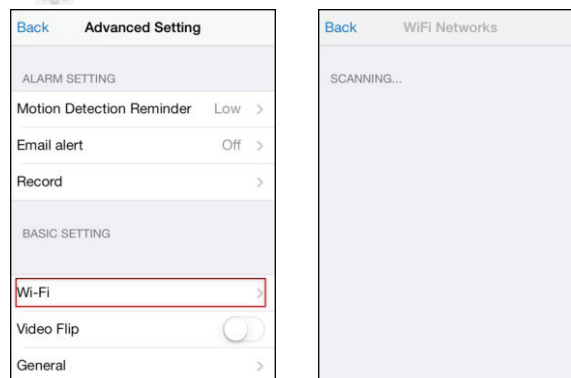 Back Advanced Setting
ALARM SETTING
Motion Detection Reminder Low
Email alert Off
Record
BASIC SETTING
Wi-Fi
Video Flip
General
Back WiFi Networks
SCANNING...